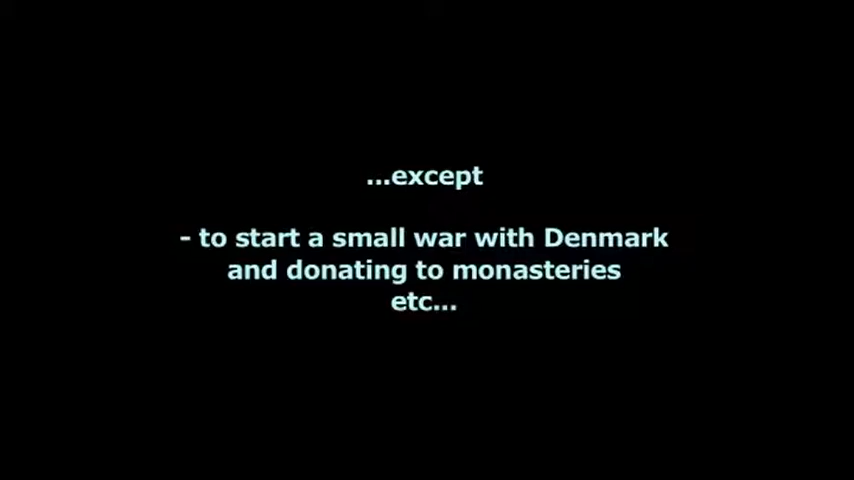 ...except
- to start a small war with Denmark
and donating to monasteries
etc...